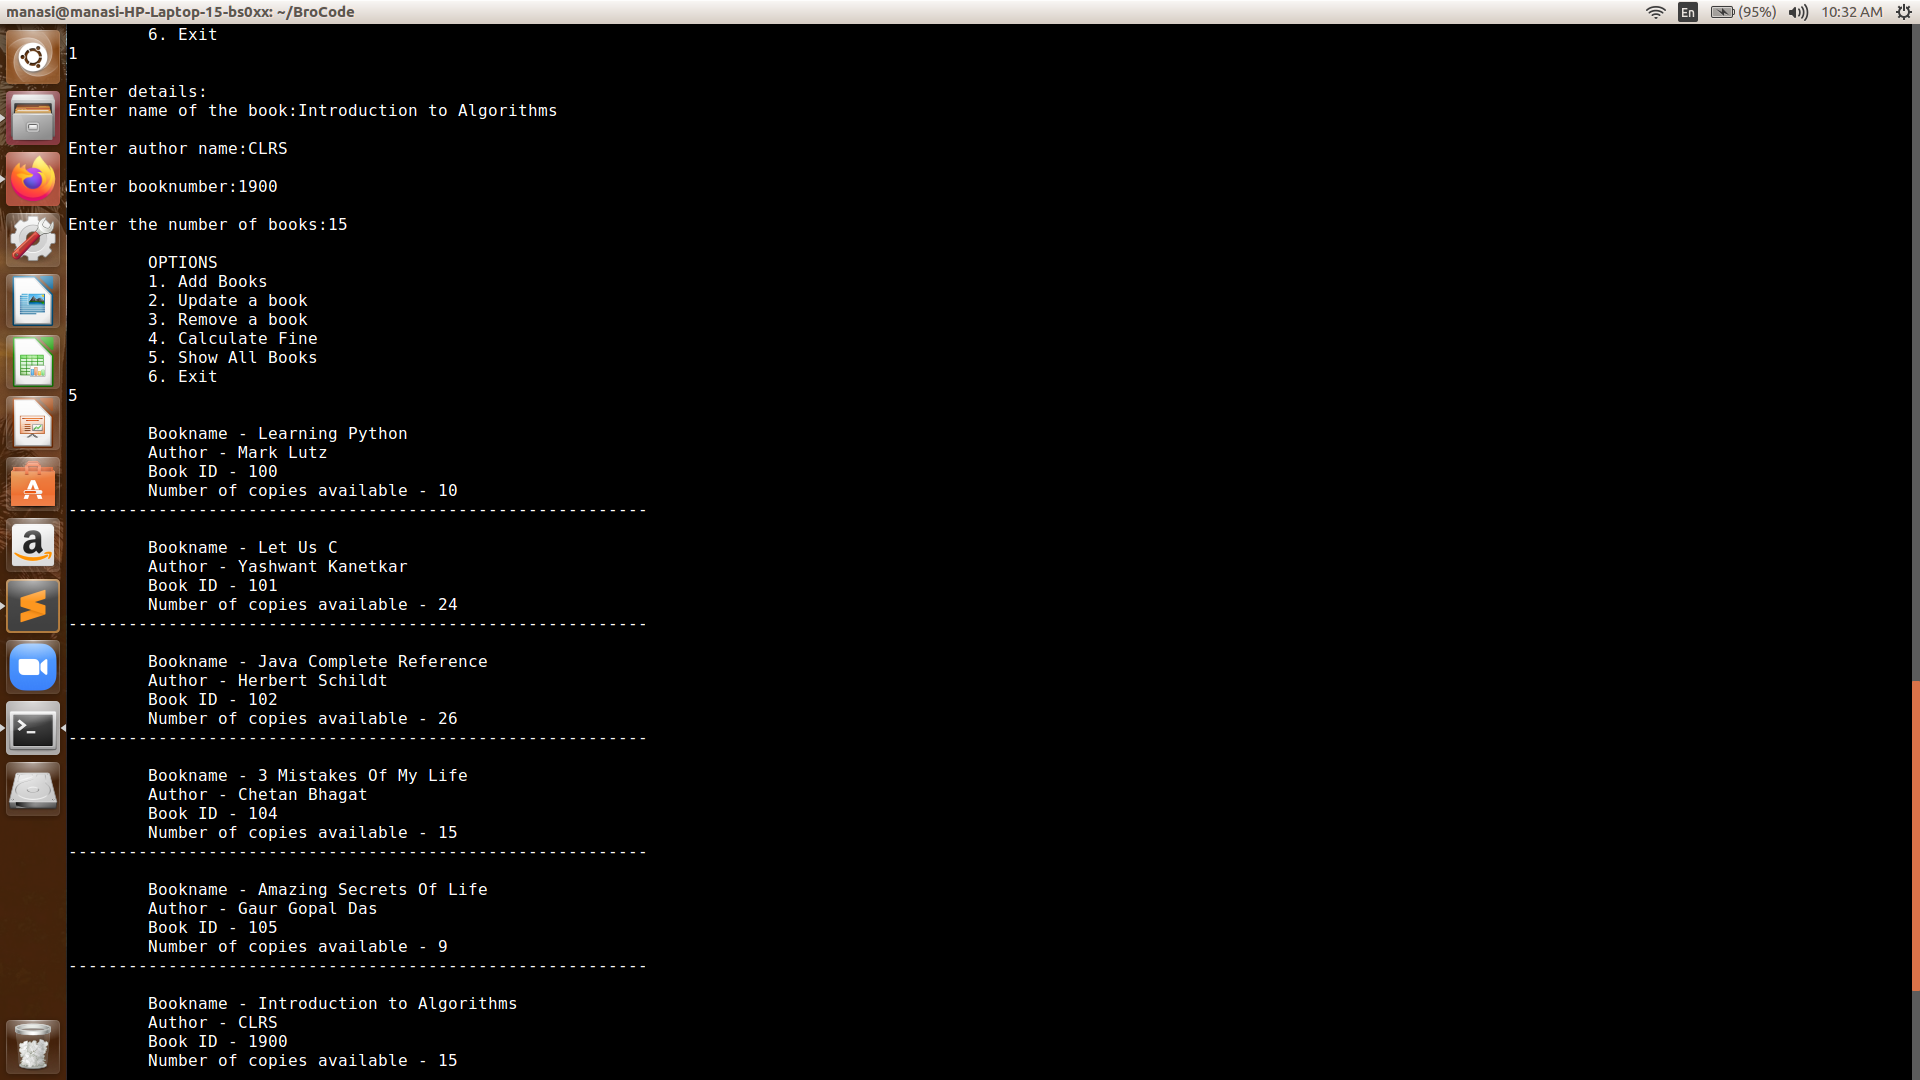 manasi@manasi-HP-Laptop-15-bs0xx: ~/BroCode
En (95%) 10:32 AM
6. Exit
1
Enter details:
Enter name of the book:Introduction to Algorithms
Enter author name:CLRS
Enter booknumber:1900
Enter the number of books:15
OPTIONS
1. Add Books
2. Update a book
3. Remove a book
4. Calculate Fine
5. Show All Books
6. Exit
5
Bookname - Learning Python
Author - Mark Lutz
Book ID - 100
Number of copies available - 10
----------------------------------------------------------
Bookname - Let Us C
Author - Yashwant Kanetkar
Book ID - 101
Number of copies available - 24
----------------------------------------------------------
Bookname - Java Complete Reference
Author - Herbert Schildt
Book ID - 102
Number of copies available - 26
----------------------------------------------------------
Bookname - 3 Mistakes Of My Life
Author - Chetan Bhagat
Book ID - 104
Number of copies available - 15
----------------------------------------------------------
Bookname - Amazing Secrets Of Life
Author - Gaur Gopal Das
Book ID - 105
Number of copies available - 9
----------------------------------------------------------
Bookname - Introduction to Algorithms
Author - CLRS
Book ID - 1900
Number of copies available - 15